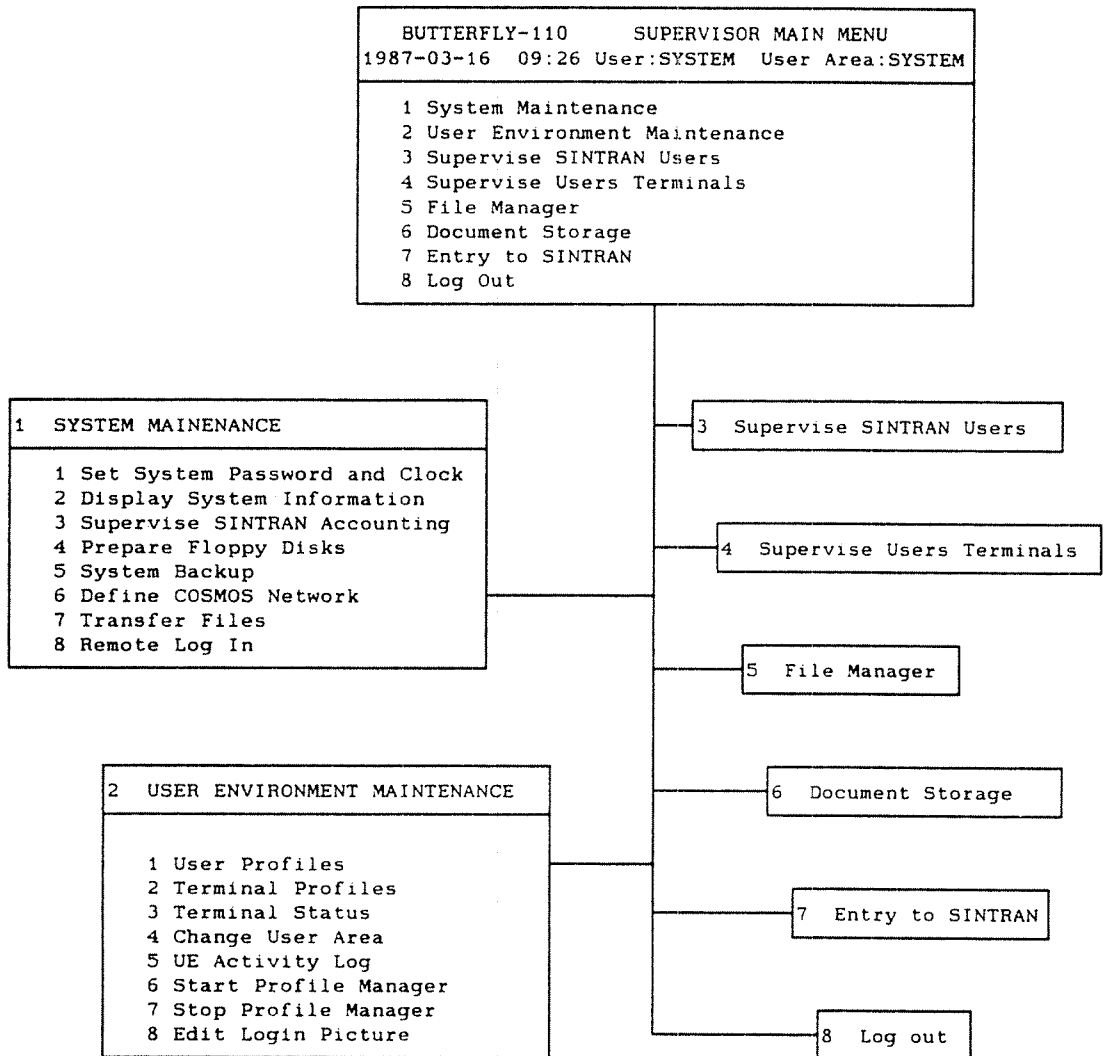 BUTTERFLY-110 SUPERVISOR MAIN MENU
1987-03-16 09:26 User:SYSTEM User Area:SYSTEM
1 System Maintenance
2 User Environment Maintenance
3 Supervise SINTRAN Users
4 Supervise Users Terminals
5 File Manager
6 Document Storage
7 Entry to SINTRAN
8 Log Out
1 SYSTEM MAINENANCE
1 Set System Password and Clock
2 Display System Information
3 Supervise SINTRAN Accounting
4 Prepare Floppy Disks
5 System Backup
6 Define COSMOS Network
7 Transfer Files
8 Remote Log In
3 Supervise SINTRAN Users
4 Supervise Users Terminals
5 File Manager
2 USER ENVIRONMENT MAINTENANCE
1 User Profiles
2 Terminal Profiles
3 Terminal Status
4 Change User Area
5 UE Activity Log
6 Start Profile Manager
7 Stop Profile Manager
8 Edit Login Picture
6 Document Storage
7 Entry to SINTRAN
8 Log out